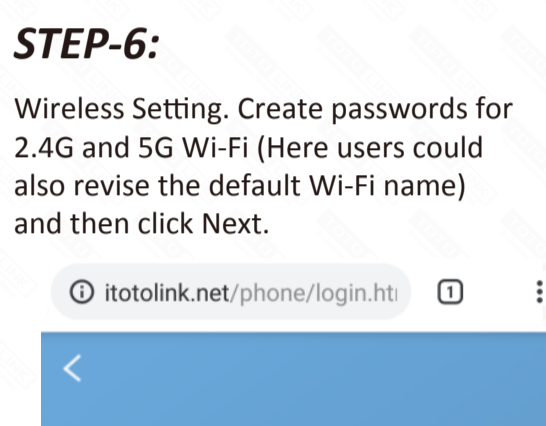 STEP-6:
Wireless Setting. Create passwords for
2.4G and 5G Wi-Fi (Here users could
also revise the default Wi-Fi name)
and then click Next.
itotolink.net/phone/login.ht
1